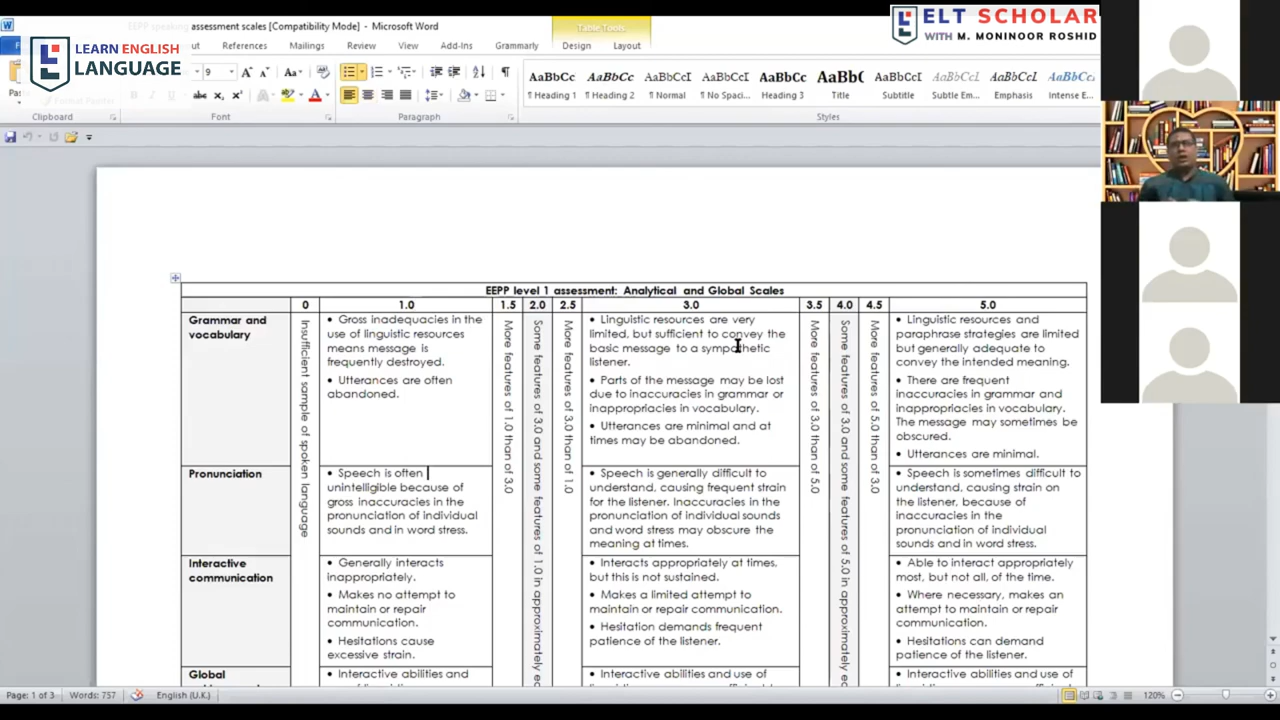 EEPP speaking assessment scales [Compatibility Mode] - Microsoft Word
Table Tools
ELT SCHOLAR
WITH M. MONINOOR ROSHID
LEARN ENGLISH
LANGUAGE
References Mailings Review View Add-Ins Grammarly Design Layout
9
AaBbCc AaBbCc AaBbCcI AaBbCcI AaBbCc AaBb( AaBbCcI AaBbCcI AaBbCcI AaBbCcI
¶ Heading 1 ¶ Heading 2 ¶ Normal ¶ No Spaci... Heading 3 Title Subtitle Subtle Em... Emphasis Intense E...
Format Painter
Clipboard Font Paragraph Styles
EEPP level 1 assessment: Analytical and Global Scales
0 1.0 1.5 2.0 2.5 3.0 3.5 4.0 4.5 5.0
Grammar and
vocabulary
Insufficient sample of spoken language
• Gross inadequacies in the
use of linguistic resources
means message is
frequently destroyed.
• Utterances are often
abandoned.
More features of 1.0 than of 3.0
Some features of 3.0 and some features of 1.0 in approximately
More features of 3.0 than of 1.0
• Linguistic resources are very
limited, but sufficient to convey the
basic message to a sympathetic
listener.
• Parts of the message may be lost
due to inaccuracies in grammar or
inappropriacies in vocabulary.
• Utterances are minimal and at
times may be abandoned.
More features of 3.0 than of 5.0
Some features of 3.0 and some features of 5.0 in approximately
More features of 5.0 than of 3.0
• Linguistic resources and
paraphrase strategies are limited
but generally adequate to
convey the intended meaning.
• There are frequent
inaccuracies in grammar and
inappropriacies in vocabulary.
The message may sometimes be
obscured.
• Utterances are minimal.
Pronunciation
• Speech is often
unintelligible because of
gross inaccuracies in the
pronunciation of individual
sounds and in word stress.
• Speech is generally difficult to
understand, causing frequent strain
for the listener. Inaccuracies in the
pronunciation of individual sounds
and word stress may obscure the
meaning at times.
• Speech is sometimes difficult to
understand, causing strain on
the listener, because of
inaccuracies in the
pronunciation of individual
sounds and in word stress.
Interactive
communication
• Generally interacts
inappropriately.
• Makes no attempt to
maintain or repair
communication.
• Hesitations cause
excessive strain.
• Interacts appropriately at times,
but this is not sustained.
• Makes a limited attempt to
maintain or repair communication.
• Hesitation demands frequent
patience of the listener.
• Able to interact appropriately
most, but not all, of the time.
• Where necessary, makes an
attempt to maintain or repair
communication.
• Hesitations can demand
patience of the listener.
Global
• Interactive abilities and
• Interactive abilities and use of
• Interactive abilities and use of
Page: 1 of 3 Words: 757 English (U.K.) 120%